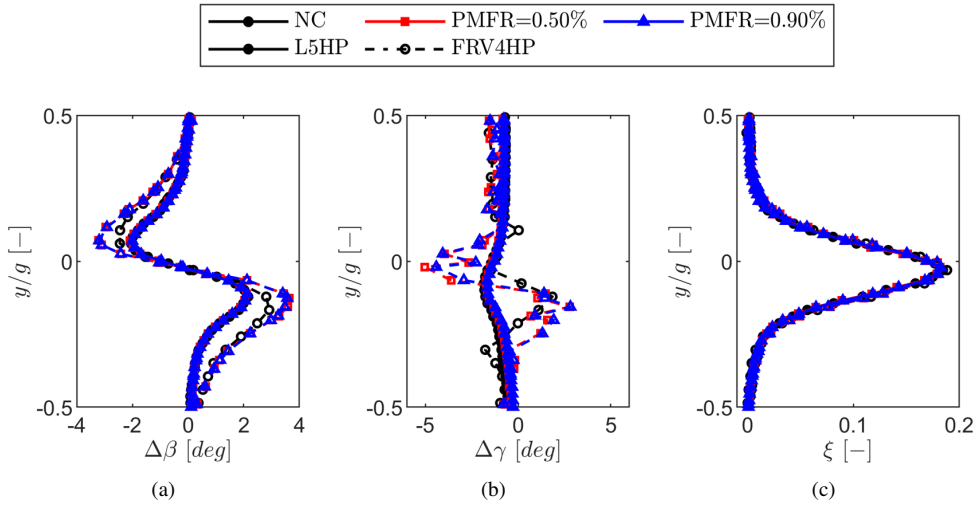 NC PMFR=0.50% PMFR=0.90%
L5HP FRV4HP
0.5 0.5 0.5
y/g [−] y/g [−] y/g [−]
0 0 0
-0.5 -0.5 -0.5
-4 -2 0 2 4 -5 0 5 0 0.1 0.2
Δβ [deg] Δγ [deg] ξ [−]
(a) (b) (c)